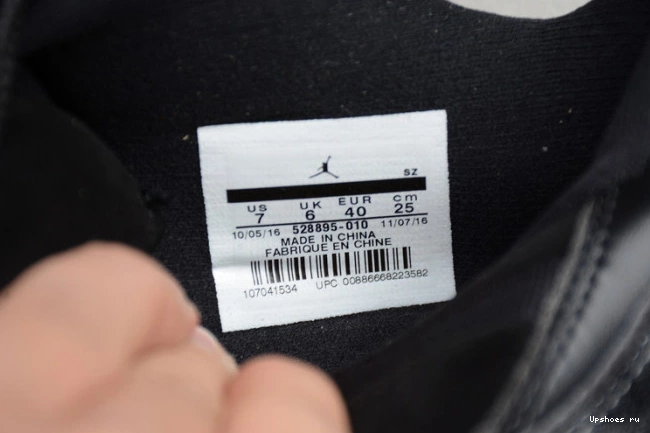 SZ
US UK EUR cm
7 6 40 25
10/05/16 528895-010 11/07/16
MADE IN CHINA
FABRIQUE EN CHINE
107041534 UPC 00886668223582
Upshoes ru